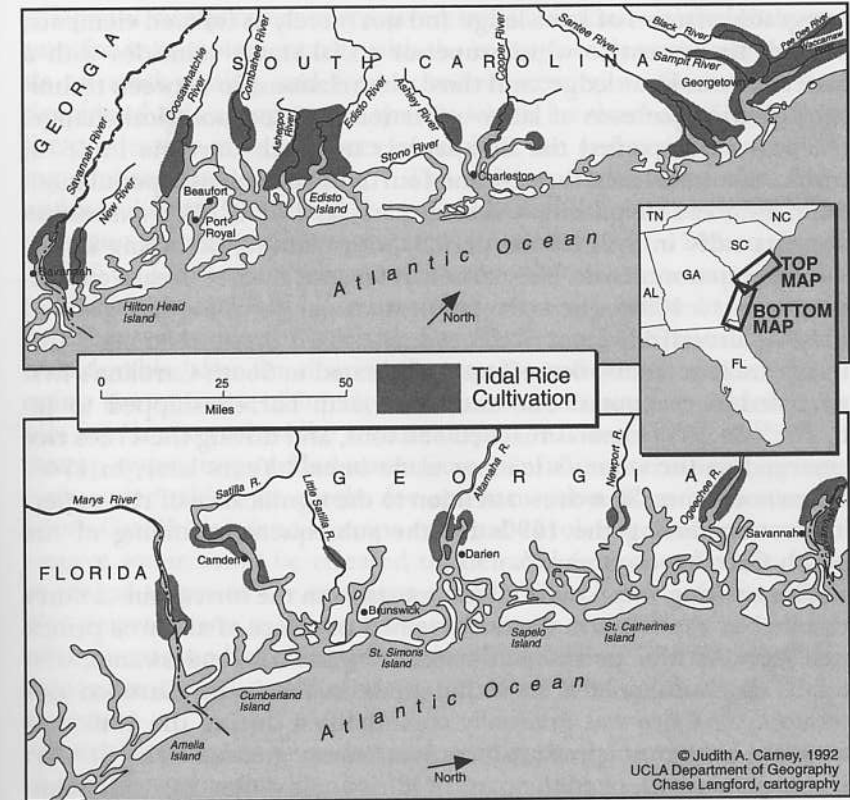 GEORGIA
SOUTH CAROLINA
Savannah River
New River
Coosawhatchie
River
Combahee River
Ashepoo
River
Edisto River
Ashley River
Stono River
Cooper River
Santee River
Black River
Sampit River
Pee Dee River
Waccamaw
River
Georgetown
Charleston
Beaufort
Port
Royal
Edisto
Island
Savannah
Hilton Head
Island
Atlantic Ocean
North
TN
NC
SC
GA
AL
FL
TOP
MAP
BOTTOM
MAP
0 25 50
Miles
Tidal Rice
Cultivation
GEORGIA
Marys River
Satilla R.
Little Satilla R.
Altamaha R.
Newport R.
Ogeechee R.
Savannah
FLORIDA
Camden
Darien
Brunswick
St. Simons
Island
Sapelo
Island
St. Catherines
Island
Cumberland
Island
Amelia
Island
Atlantic Ocean
North
© Judith A. Carney, 1992
UCLA Department of Geography
Chase Langford, cartography